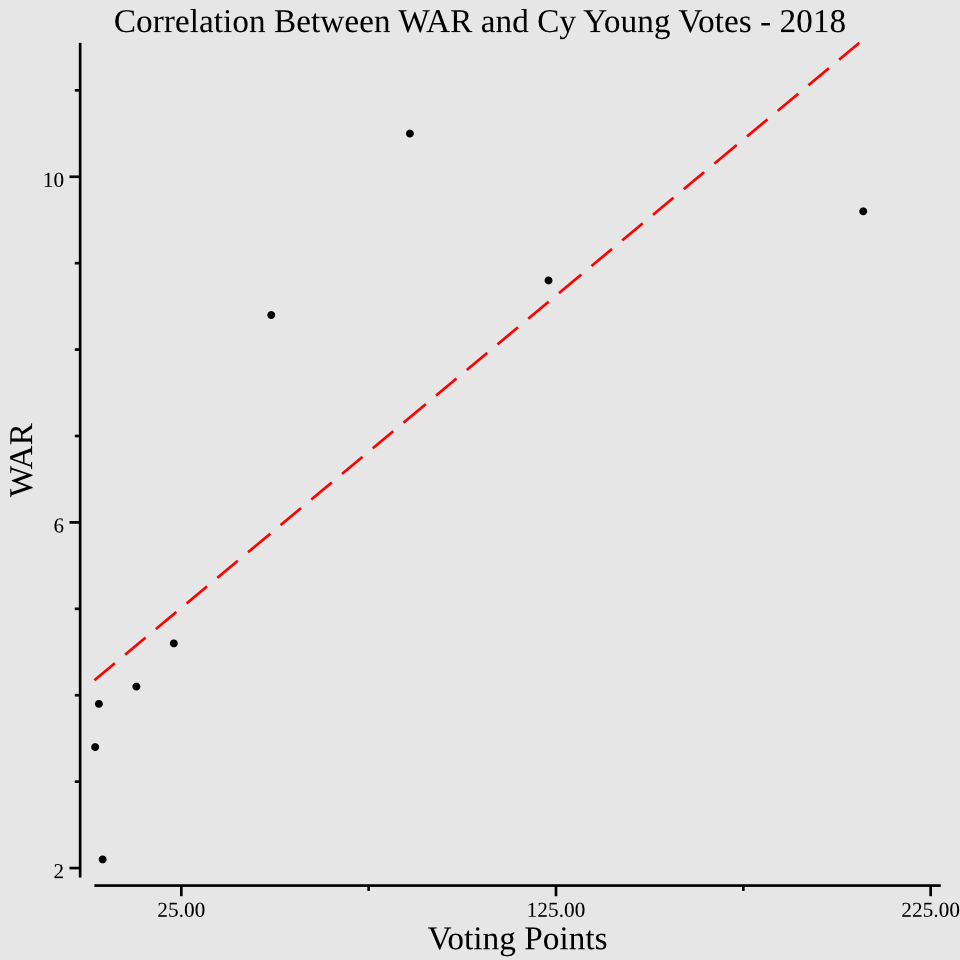 Correlation Between WAR and Cy Young Votes - 2018
10
6
2
WAR
25.00
125.00
225.00
Voting Points